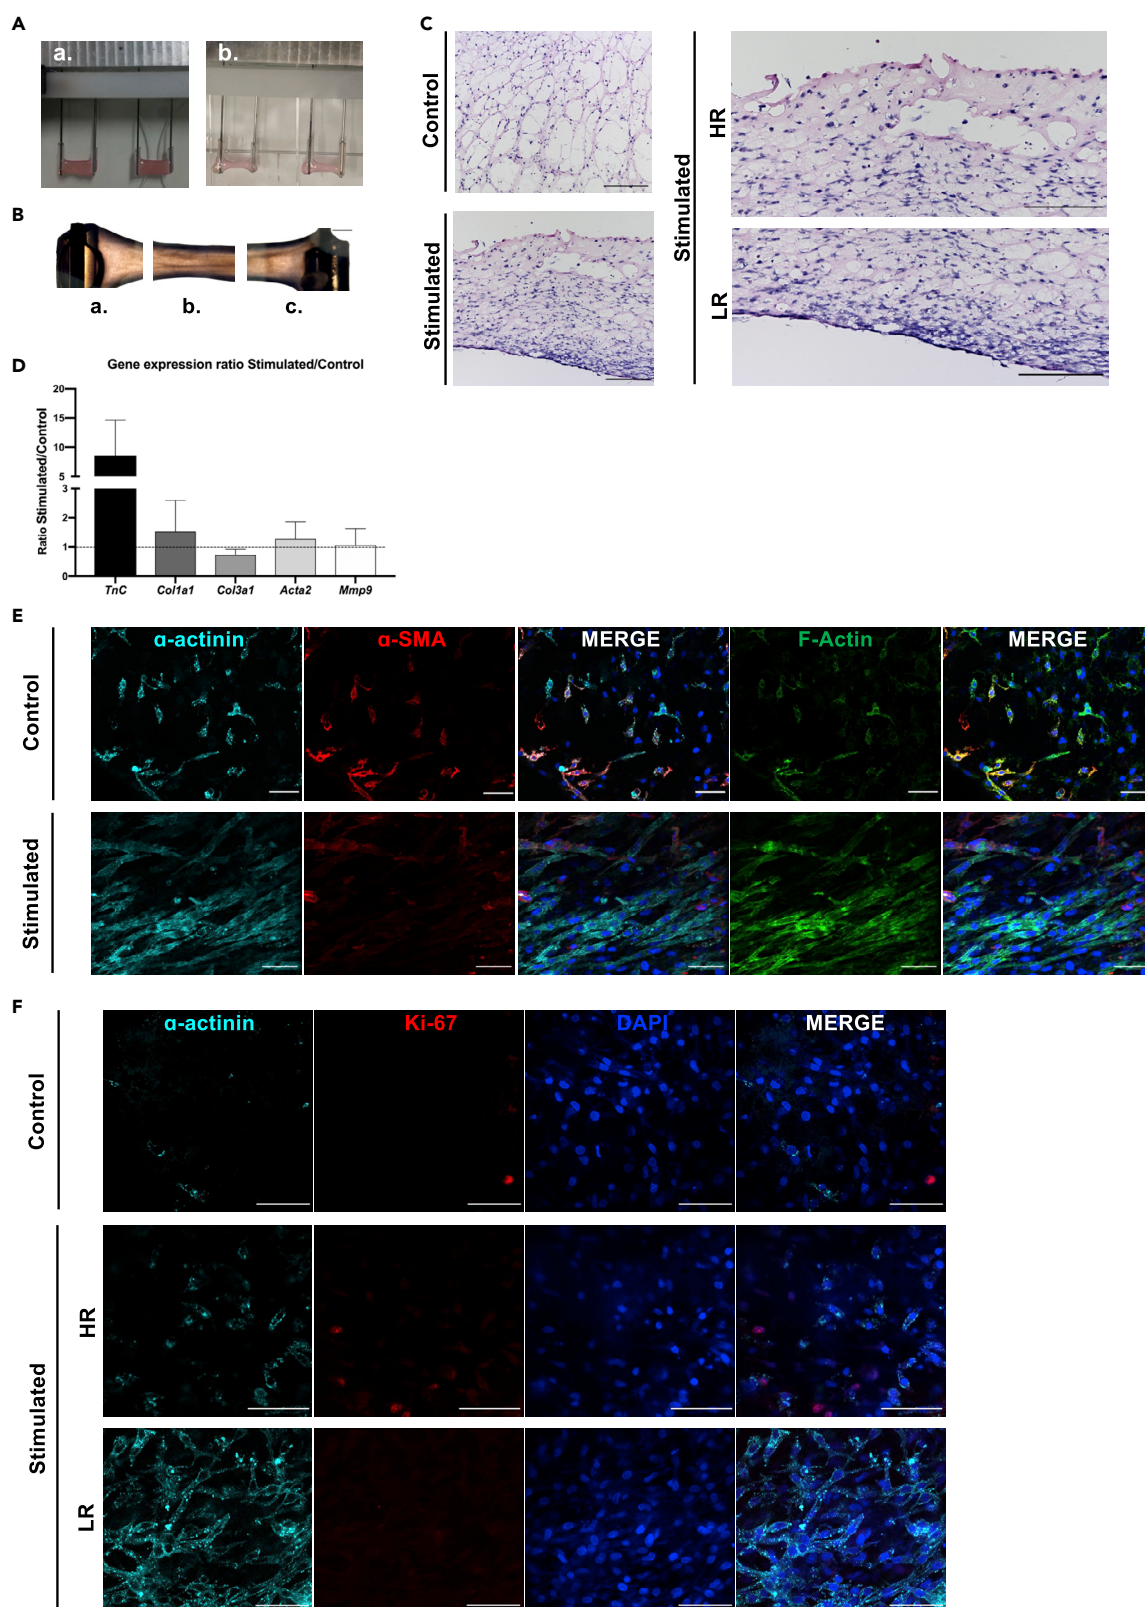 A
a.
b.
B
a.
b.
c.
C
Control
Stimulated
Stimulated
HR
LR
D
Gene expression ratio Stimulated/Control
Ratio Stimulated/Control
20
15
10
5
3
2
1
0
TnC
Col1a1
Col3a1
Acta2
Mmp9
E
α-actinin
α-SMA
MERGE
F-Actin
MERGE
Control
Stimulated
F
α-actinin
Ki-67
DAPI
MERGE
Control
Stimulated
HR
LR